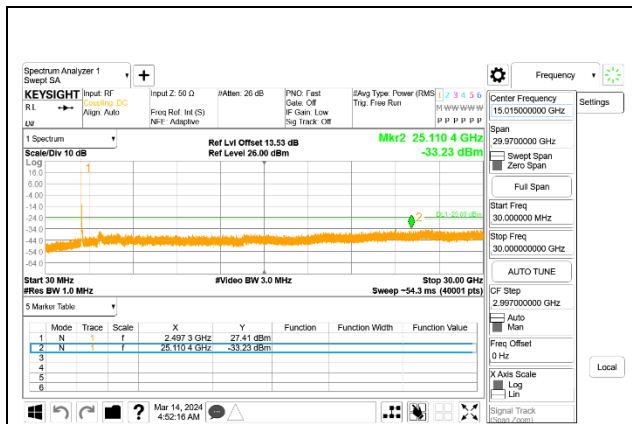 Spectrum Analyzer 1
Swept SA
Frequency
KEYSIGHT
Input: RF
Input Z: 50 Ω
#Atten: 26 dB
PNO: Fast
#Avg Type: Power (RMS
1 2 3 4 5 6
RL
Coupling: DC
Gate: Off
Trig: Free Run
Align: Auto
Freq Ref: Int (S)
IF Gain: Low
M W W W W W
NFE: Adaptive
Sig Track: Off
P P P P P P
Center Frequency
15.015000000 GHz
Settings
Span
29.9700000 GHz
Swept Span
Zero Span
Full Span
Start Freq
30.000000 MHz
Stop Freq
30.000000000 GHz
AUTO TUNE
CF Step
2.997000000 GHz
Auto
Man
Freq Offset
0 Hz
X Axis Scale
Log
Lin
Signal Track
(Span Zoom)
Local
1 Spectrum
Ref Lvl Offset 13.53 dB
Mkr2 25.110 4 GHz
Scale/Div 10 dB
Ref Level 26.00 dBm
-33.23 dBm
Log
16.0
6.00
-4.00
-14.0
-24.0
-34.0
-44.0
-54.0
-64.0
1
2
DL1 -25.00 dBm
Start 30 MHz
#Video BW 3.0 MHz
Stop 30.00 GHz
#Res BW 1.0 MHz
Sweep ~54.3 ms (40001 pts)
5 Marker Table
Mode Trace Scale X Y Function Function Width Function Value
1 N 1 f 2.497 3 GHz 27.41 dBm
2 N 1 f 25.110 4 GHz -33.23 dBm
3
4
5
6
Mar 14, 2024
4:52:16 AM